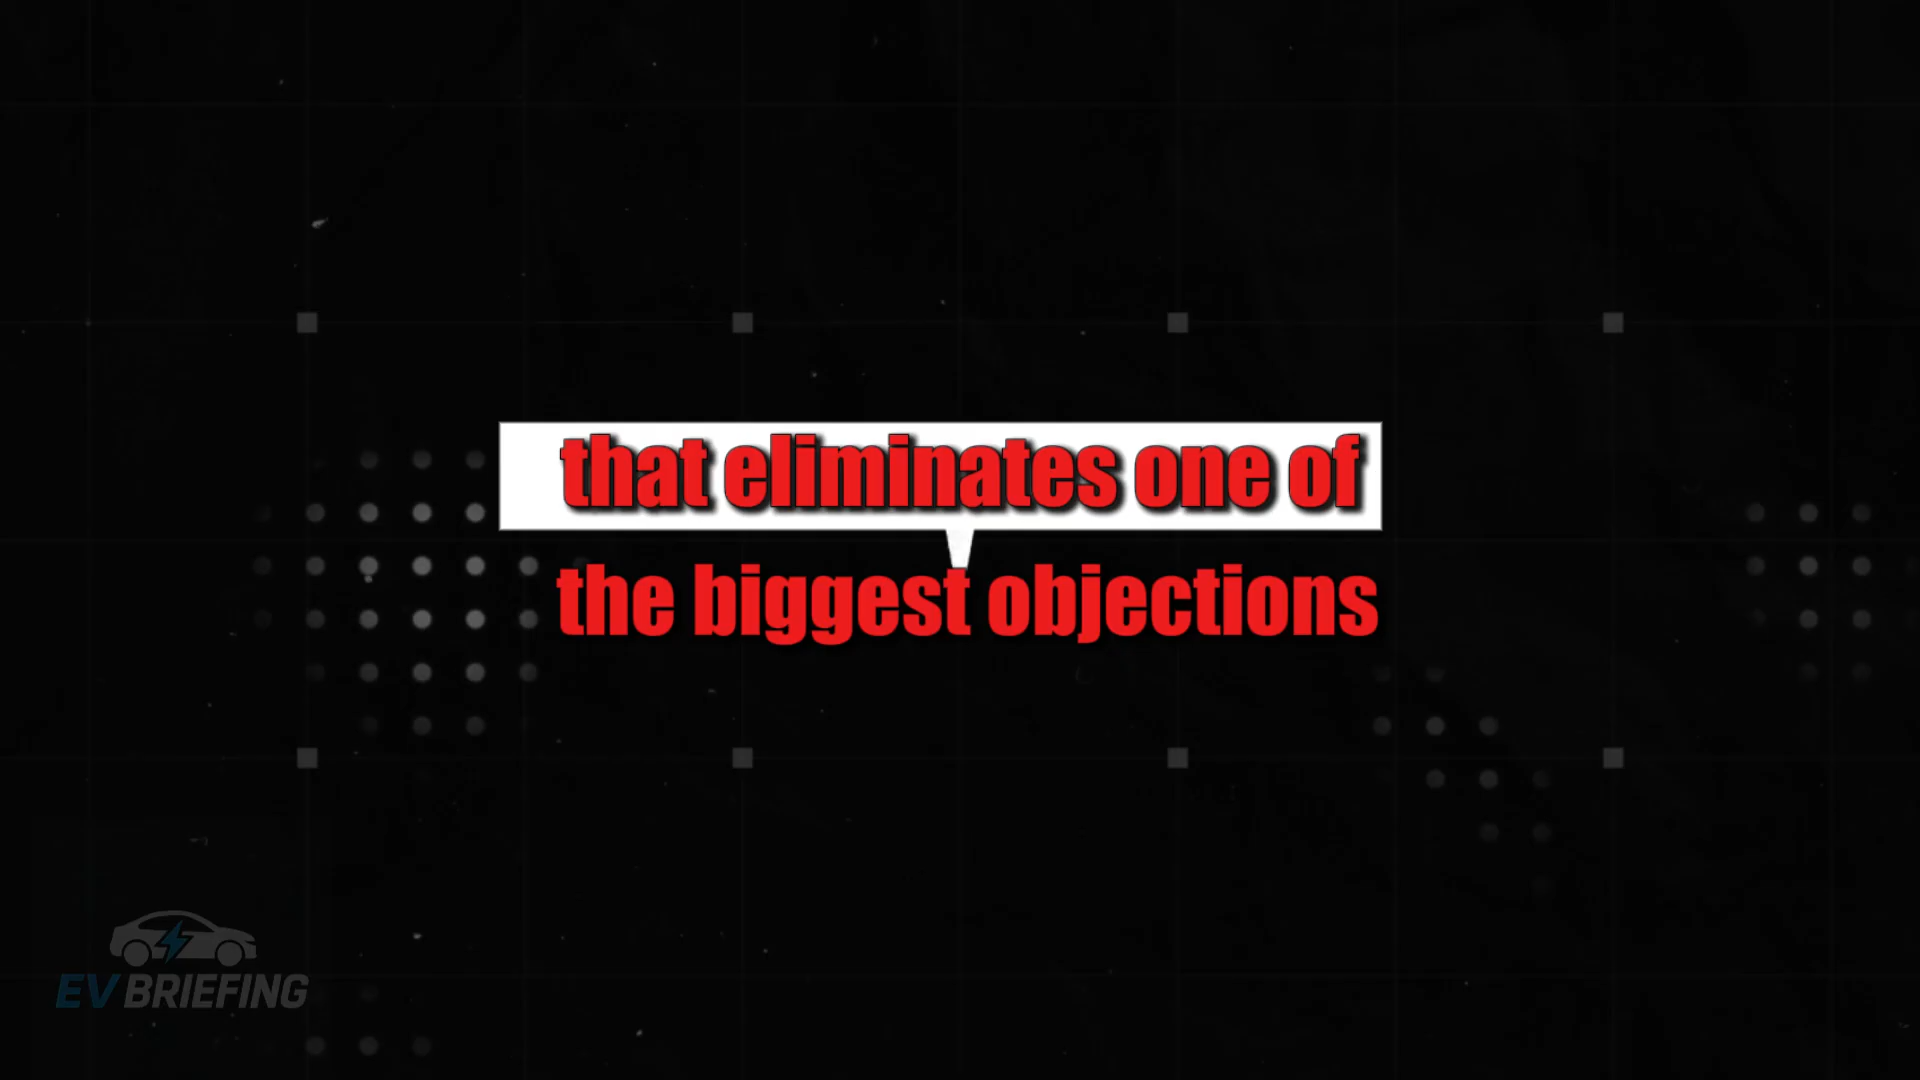 that eliminates one of
the biggest objections
EV BRIEFING